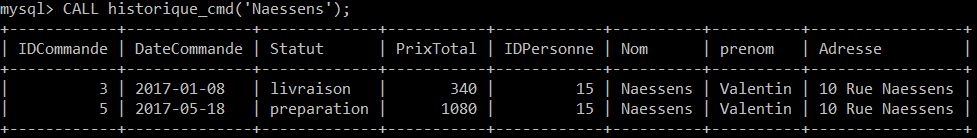 mysql> CALL historique_cmd('Naessens');
+------------+--------------+-------------+-----------+------------+----------+----------+----------------+
| IDCommande | DateCommande | Statut      | PrixTotal | IDPersonne | Nom      | prenom   | Adresse        |
+------------+--------------+-------------+-----------+------------+----------+----------+----------------+
|          3 | 2017-01-08   | livraison   |       340 |         15 | Naessens | Valentin | 10 Rue Naessens |
|          5 | 2017-05-18   | preparation |      1080 |         15 | Naessens | Valentin | 10 Rue Naessens |
+------------+--------------+-------------+-----------+------------+----------+----------+----------------+